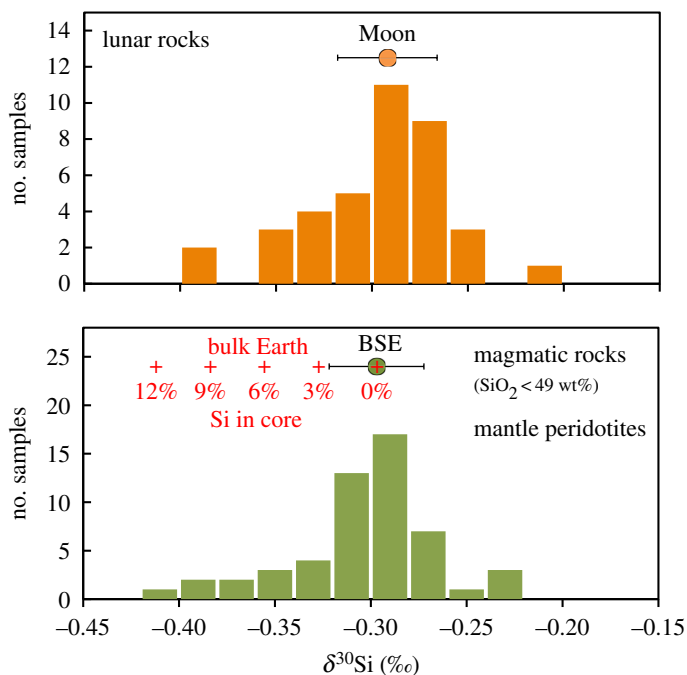 14
lunar rocks
Moon
12
10
8
6
4
2
0
no. samples
bulk Earth
BSE
magmatic rocks
(SiO₂ < 49 wt%)
mantle peridotites
+ + + + +
12% 9% 6% 3% 0%
Si in core
25
20
15
10
5
0
no. samples
–0.45 –0.40 –0.35 –0.30 –0.25 –0.20 –0.15
δ³⁰Si (‰)